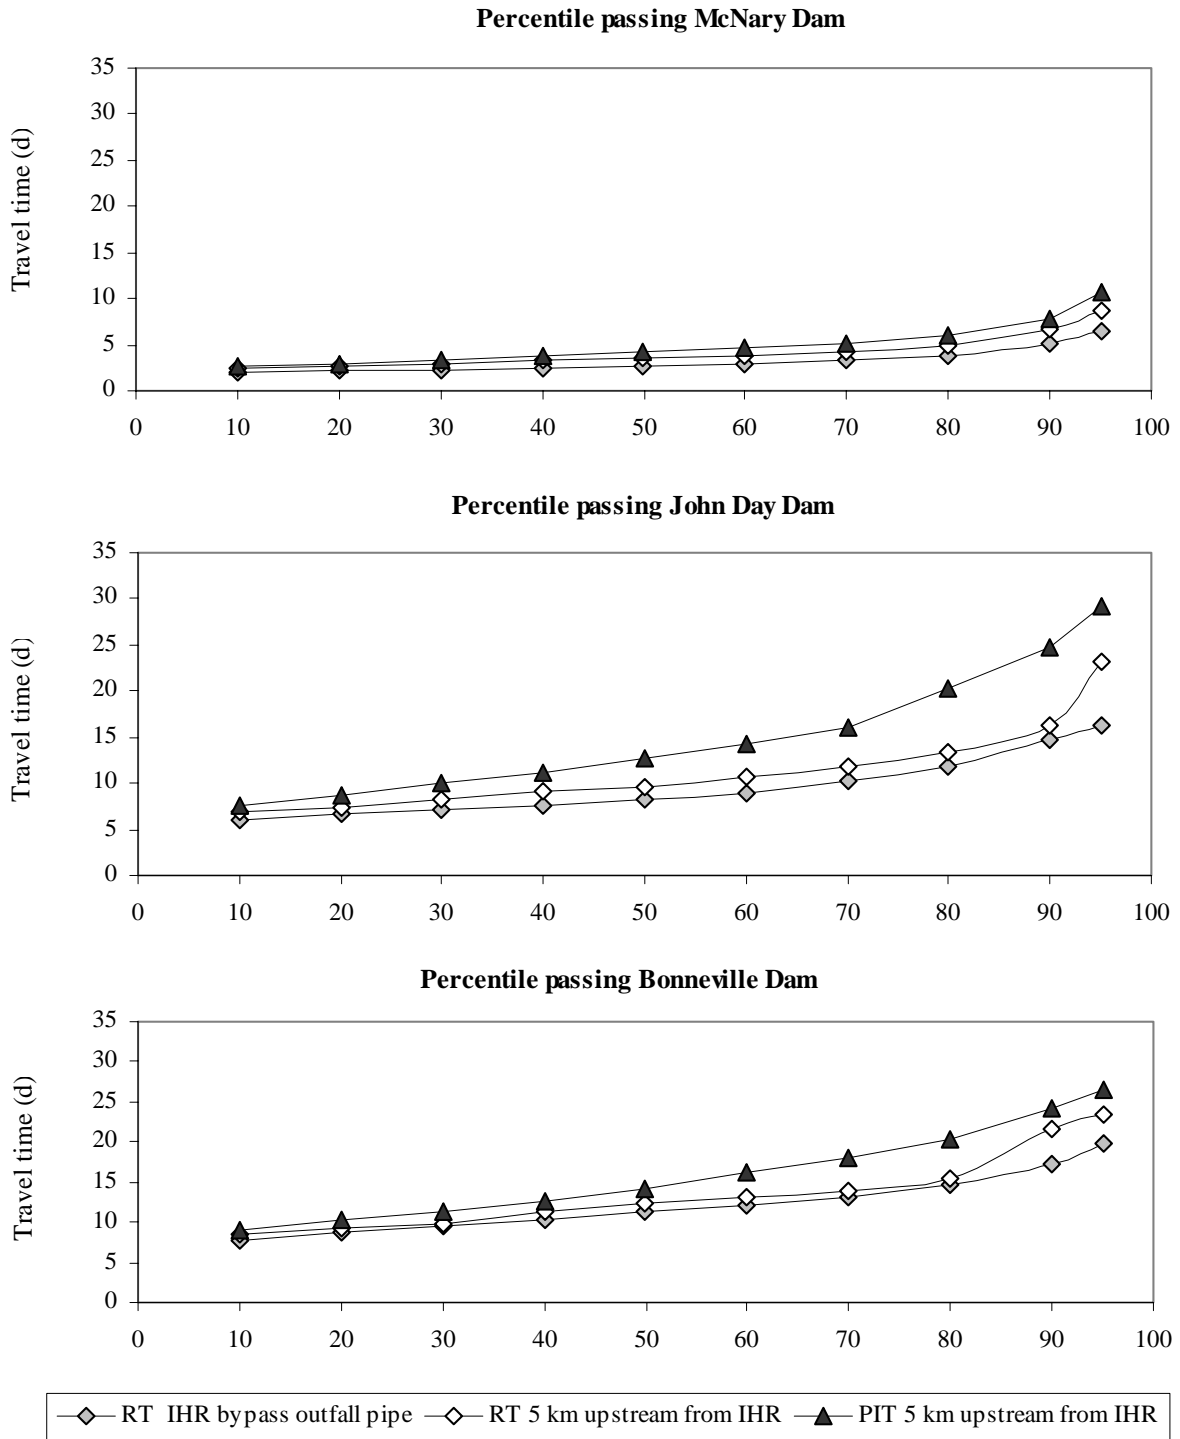 Percentile passing McNary Dam
Travel time (d)
35
30
25
20
15
10
5
0
0 10 20 30 40 50 60 70 80 90 100
Percentile passing John Day Dam
Travel time (d)
35
30
25
20
15
10
5
0
0 10 20 30 40 50 60 70 80 90 100
Percentile passing Bonneville Dam
Travel time (d)
35
30
25
20
15
10
5
0
0 10 20 30 40 50 60 70 80 90 100
RT IHR bypass outfall pipe RT 5 km upstream from IHR PIT 5 km upstream from IHR